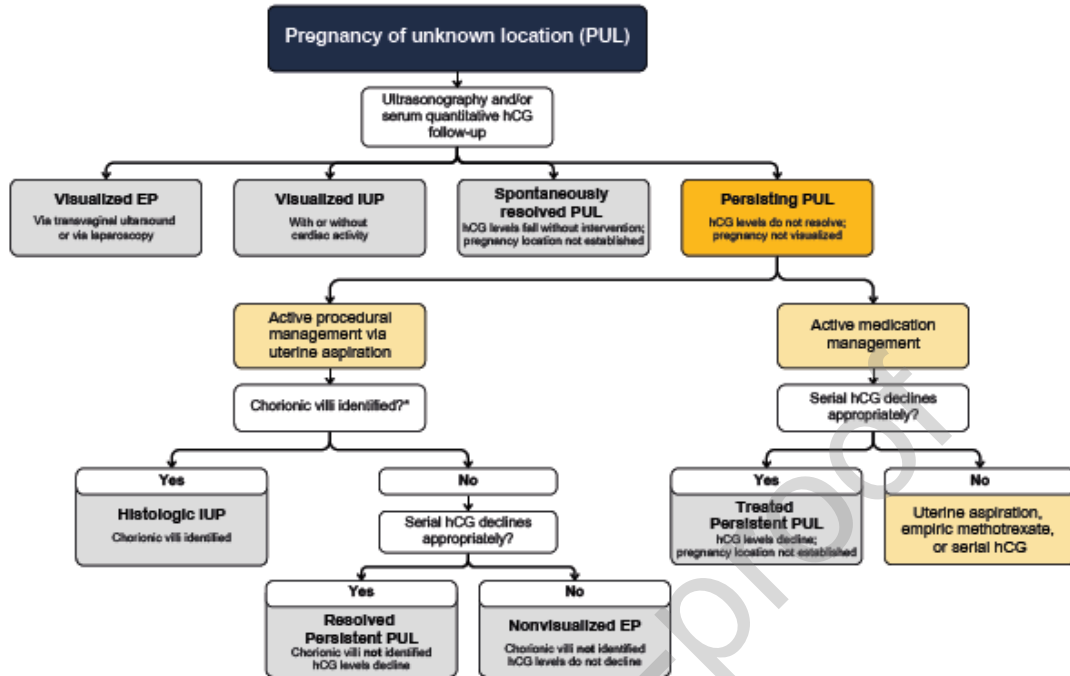 Pregnancy of unknown location (PUL)
Ultrasonography and/or
serum quantitative hCG
follow-up
Visualized EP
Via transvaginal ultarsound
or via laparoscopy
Visualized IUP
With or without
cardiac activity
Spontaneously
resolved PUL
hCG levels fall without intervention;
pregnancy location not established
Persisting PUL
hCG levels do not resolve;
pregnancy not visualized
Active procedural
management via
uterine aspiration
Active medication
management
Chorionic villi identified?*
Serial hCG declines
appropriately?
Yes
Histologic IUP
Chorionic villi identified
No
Serial hCG declines
appropriately?
Yes
Treated
Persistent PUL
hCG levels decline;
pregnancy location not established
No
Uterine aspiration,
empiric methotrexate,
or serial hCG
Yes
Resolved
Persistent PUL
Chorionic villi not identified
hCG levels decline
No
Nonvisualized EP
Chorionic villi not identified
hCG levels do not decline
proof